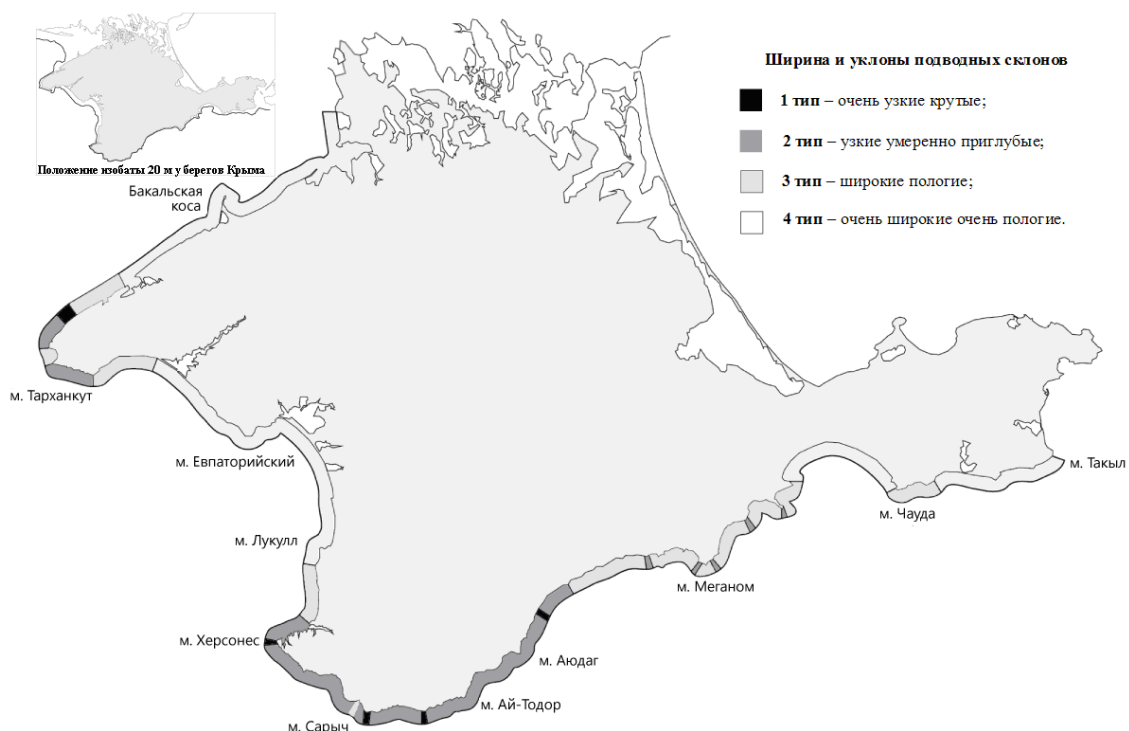 Ширина и уклоны подводных склонов
1 тип – очень узкие крутые;
2 тип – узкие умеренно приглубые;
3 тип – широкие пологие;
4 тип – очень широкие очень пологие.
Положение изобаты 20 м у берегов Крыма
Бакальская
коса
м. Тарханкут
м. Евпаторийский
м. Лукулл
м. Херсонес
м. Сарыч
м. Ай-Тодор
м. Аюдаг
м. Меганом
м. Чауда
м. Такыл